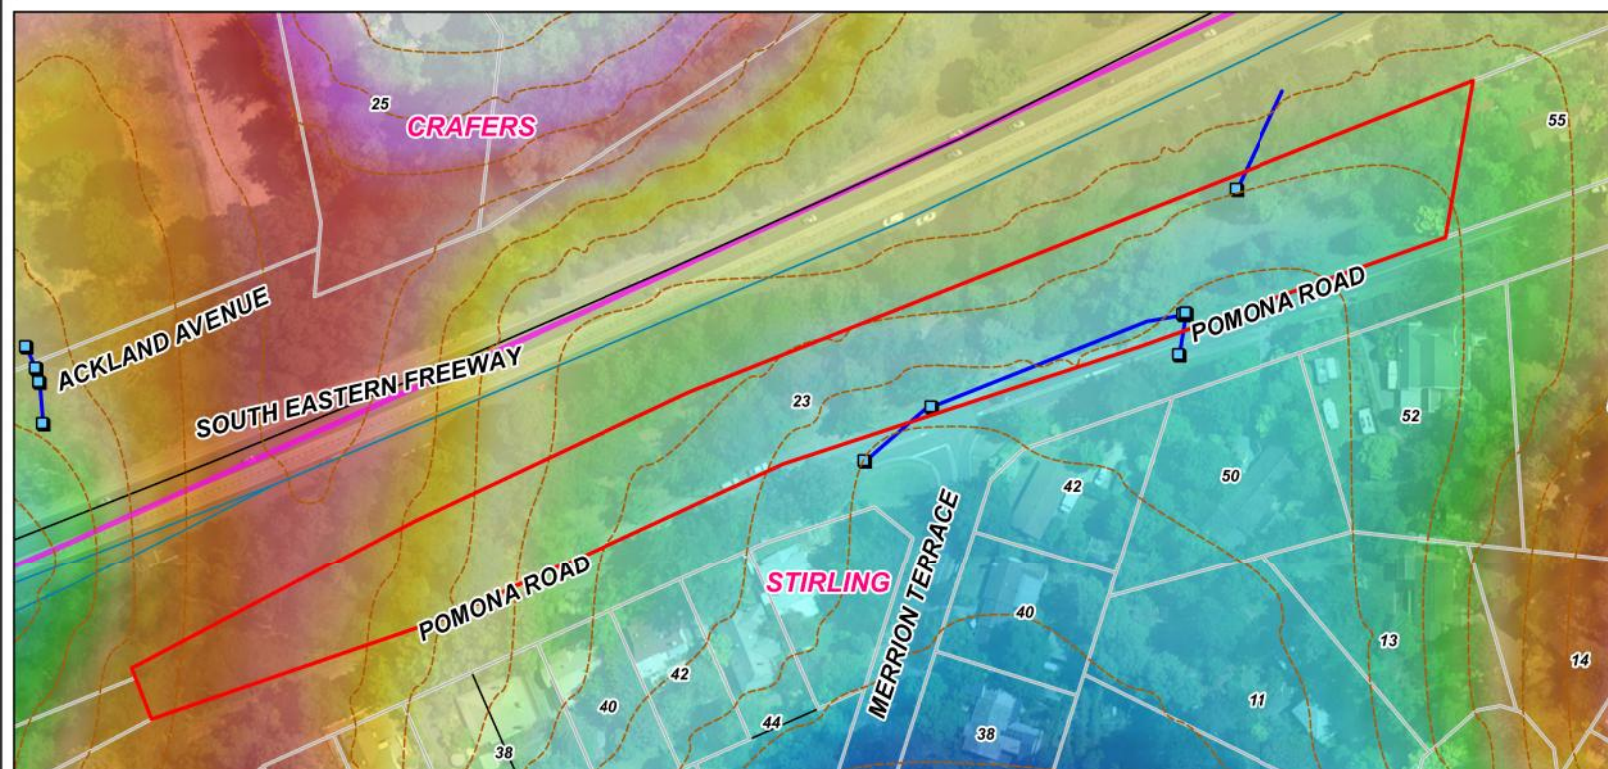 25
CRAFERS
55
ACKLAND AVENUE
SOUTH EASTERN FREEWAY
POMONA ROAD
23
52
50
42
POMONA ROAD
STIRLING
MERRION TERRACE
40
13
14
42
11
40
44
38
38